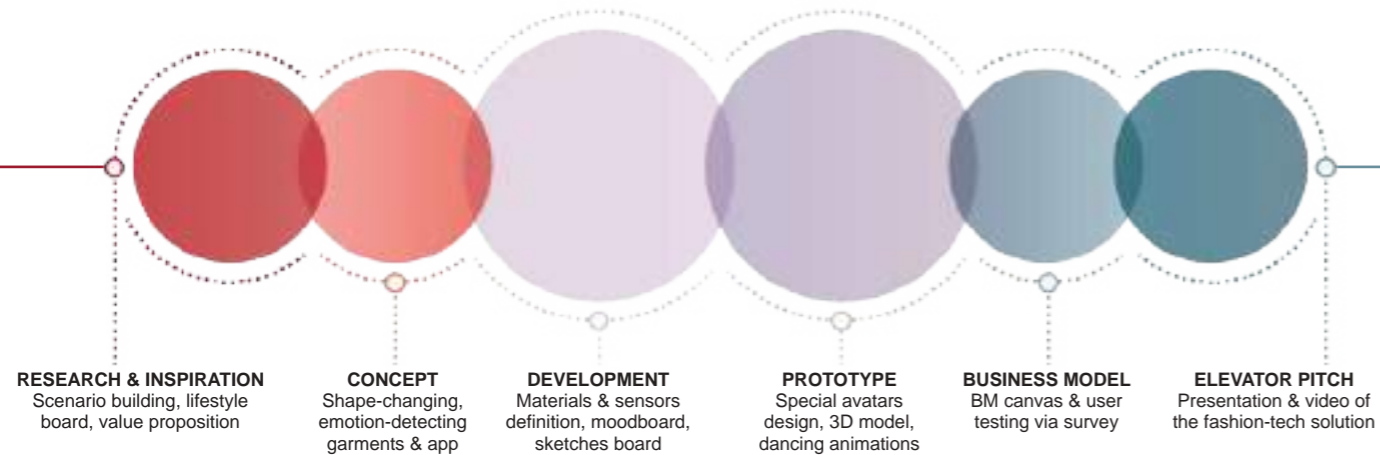 RESEARCH & INSPIRATION
Scenario building, lifestyle
board, value proposition
CONCEPT
Shape-changing,
emotion-detecting
garments & app
DEVELOPMENT
Materials & sensors
definition, moodboard,
sketches board
PROTOTYPE
Special avatars
design, 3D model,
dancing animations
BUSINESS MODEL
BM canvas & user
testing via survey
ELEVATOR PITCH
Presentation & video of
the fashion-tech solution